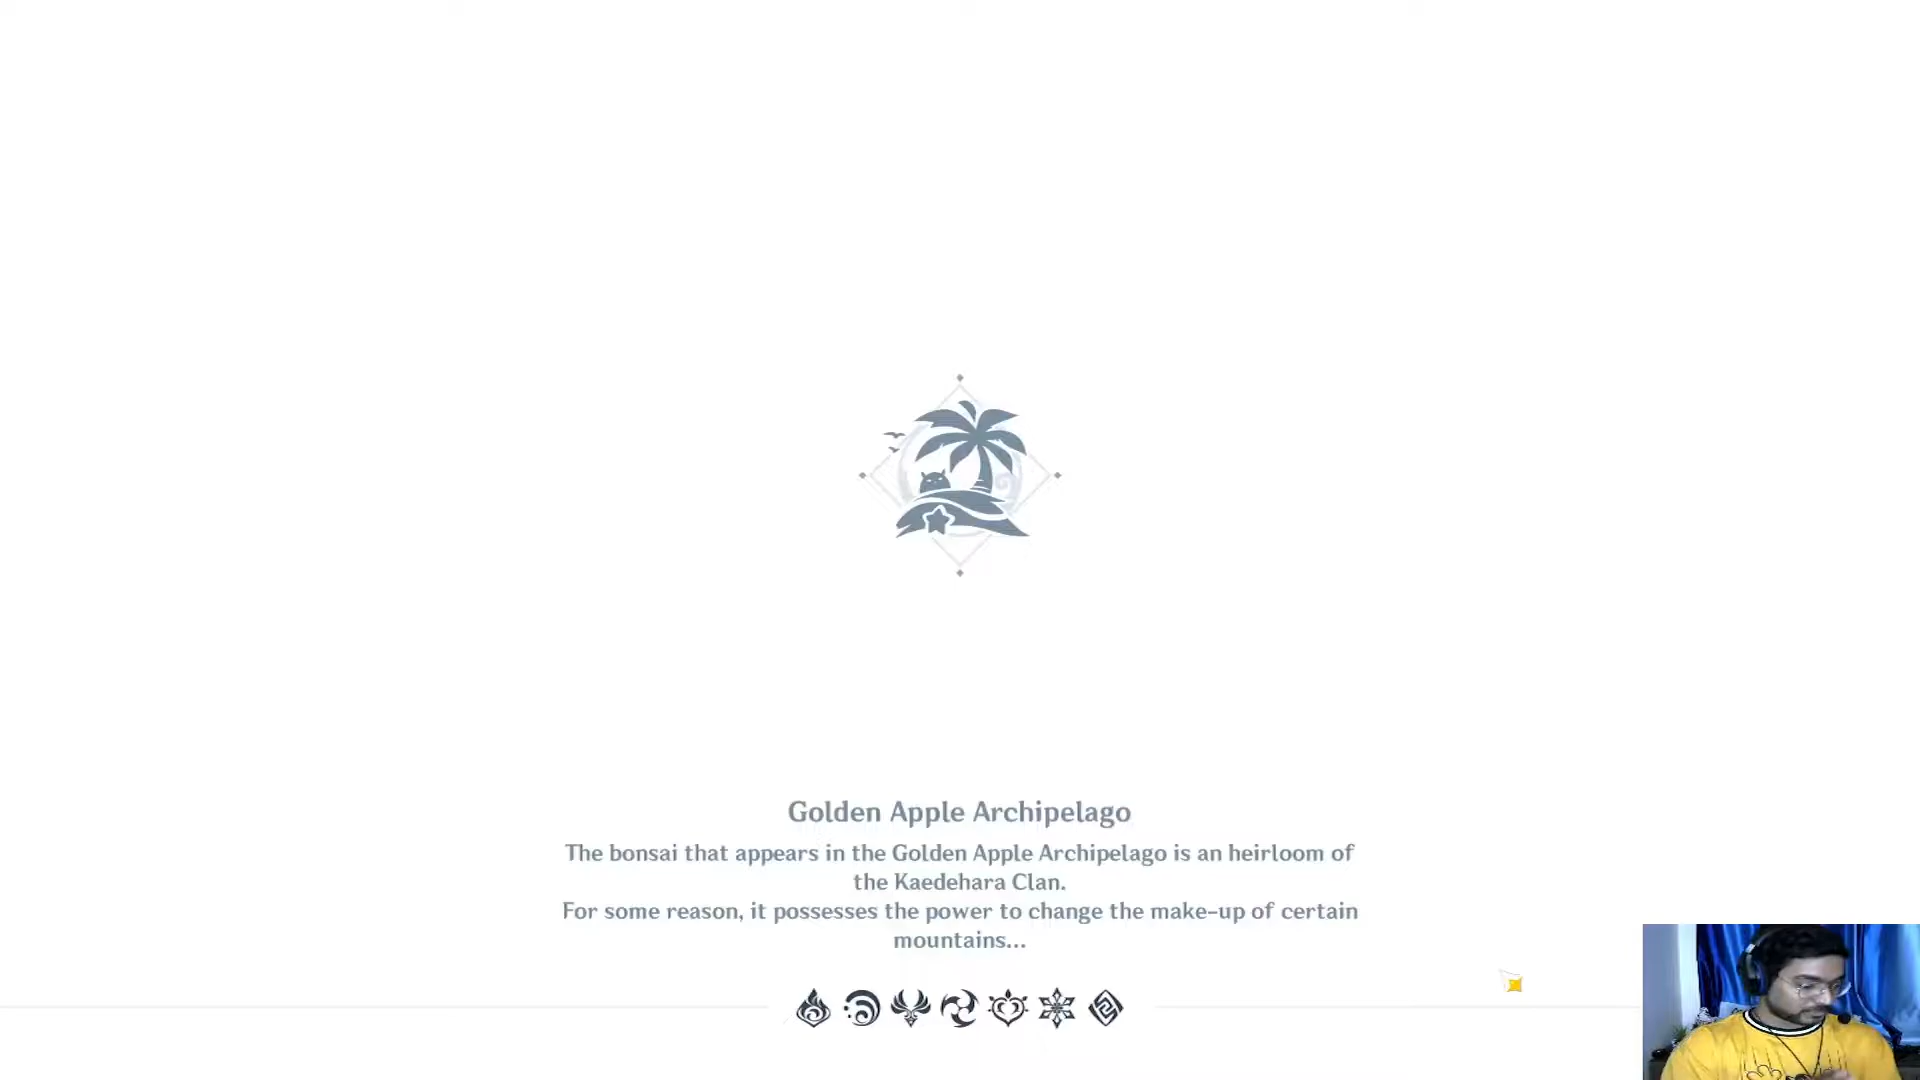 Golden Apple Archipelago
The bonsai that appears in the Golden Apple Archipelago is an heirloom of
the Kaedehara Clan.
For some reason, it possesses the power to change the make-up of certain
mountains...